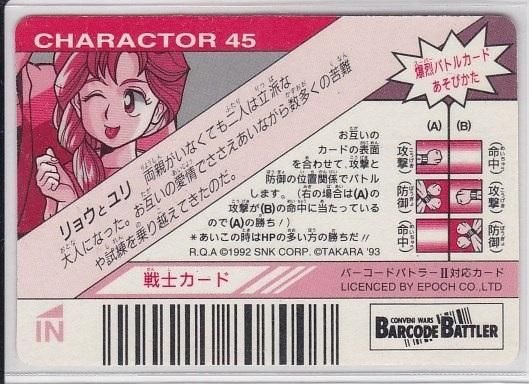 CHARACTOR 45
リョウとユリ
両親がいなくても二人は立派な
大人になった。お互いの愛情でささえあいながら数多くの苦難
や試練を乗り越えてきたのだ。
爆烈バトルカード
あそびかた
(A) (B)
攻撃 命中
防御 攻撃
命中 防御
お互いの
カードの表面
を合わせて、攻撃と
防御の位置関係でバトル
します。(右の場合は(A)の
攻撃が(B)の命中に当たっている
ので(A)の勝ち!)
*あいこの時はHPの多い方の勝ちだ!!
R.Q.A ©1992 SNK CORP. ©TAKARA '93
戦士カード
バーコードバトラーII対応カード
LICENCED BY EPOCH CO.,LTD
IN
CONVENI WARS
BARCODE BATTLER